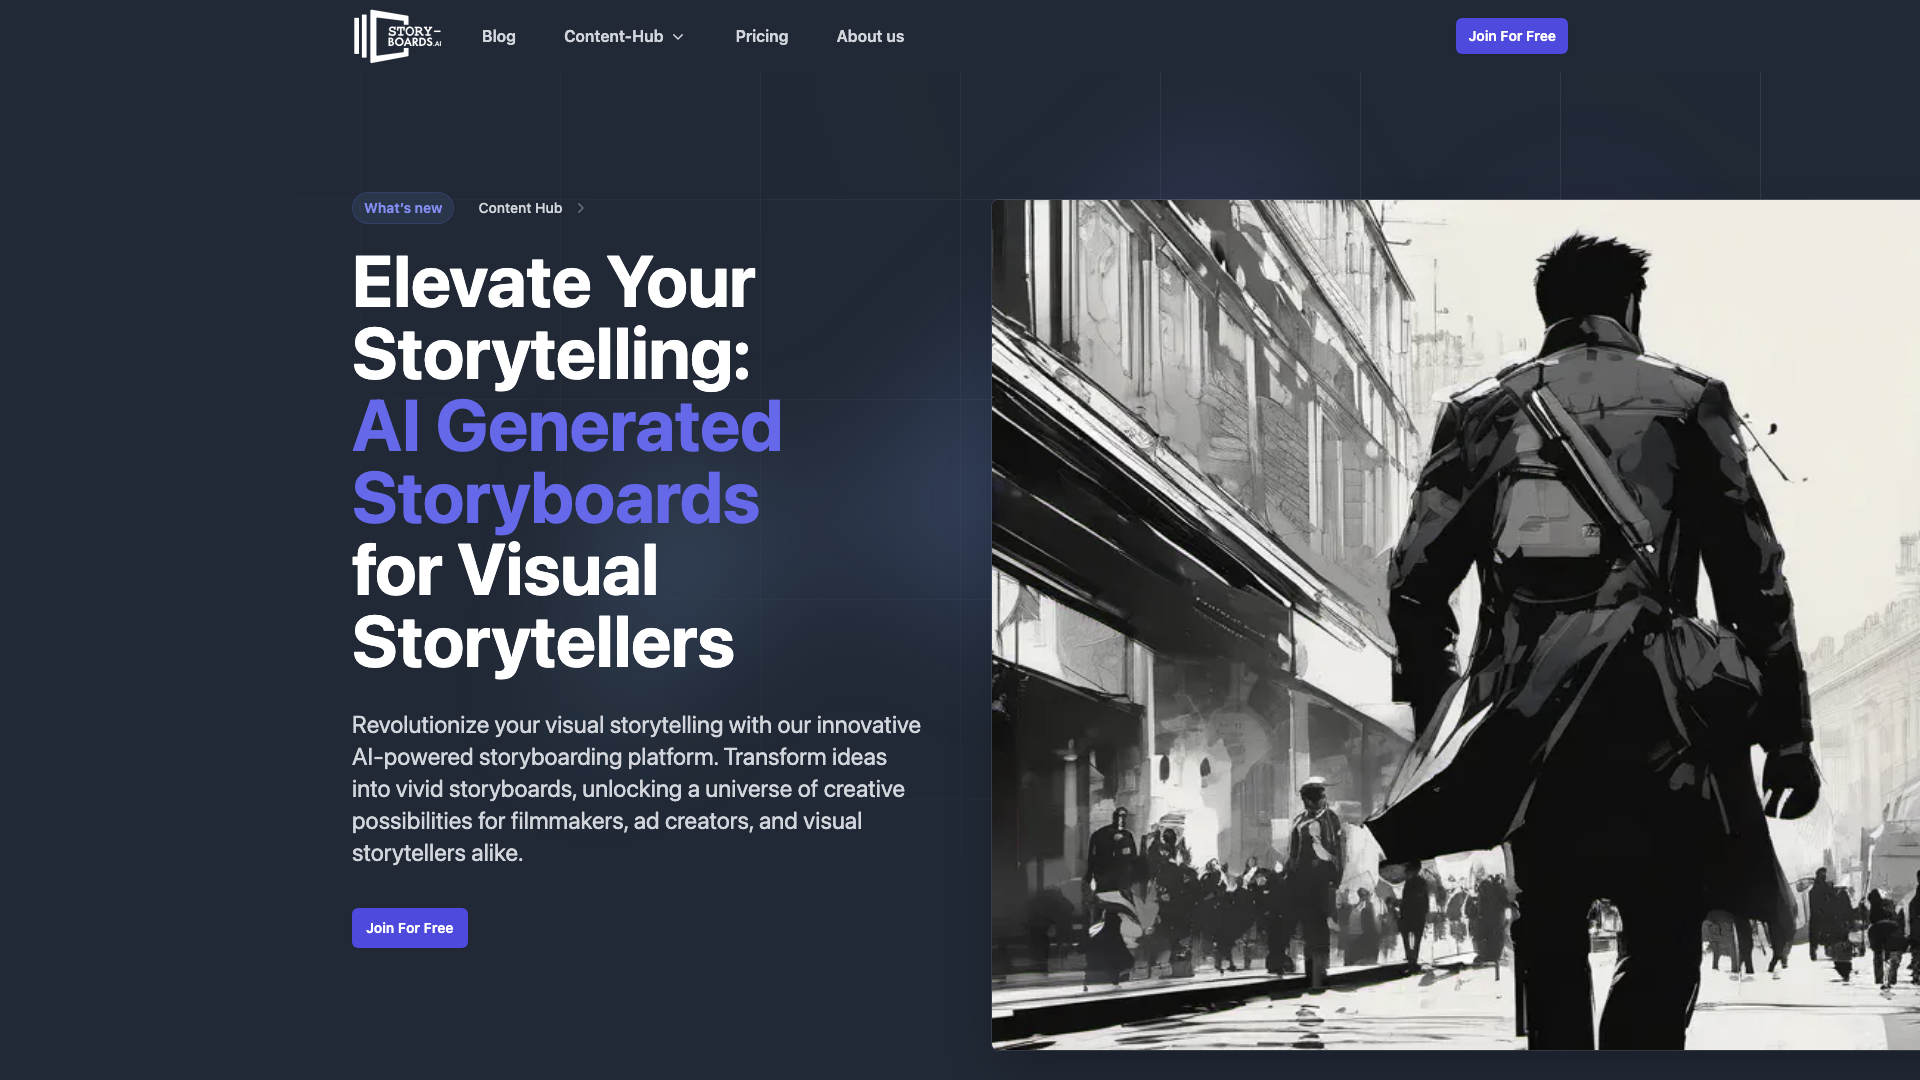 STORY-
BOARDS.AI
Blog
Content-Hub
Pricing
About us
Join For Free
What's new
Content Hub
Elevate Your
Storytelling:
AI Generated
Storyboards
for Visual
Storytellers
Revolutionize your visual storytelling with our innovative
AI-powered storyboarding platform. Transform ideas
into vivid storyboards, unlocking a universe of creative
possibilities for filmmakers, ad creators, and visual
storytellers alike.
Join For Free